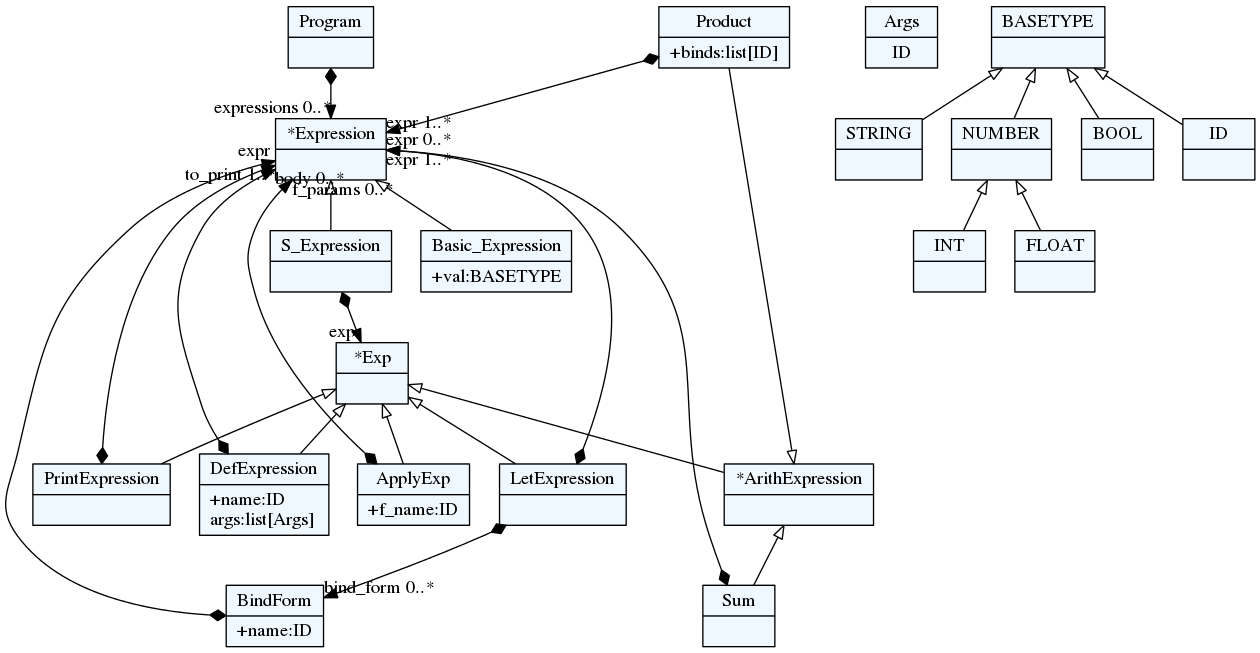 Program
Product
+binds:list[ID]
Args
ID
BASETYPE
expressions 0..*
*Expression
expr 1..*
expr 0..*
expr 1..*
expr
to_print 1..*
body 0..*
f_params 0..*
STRING
NUMBER
BOOL
ID
S_Expression
Basic_Expression
+val:BASETYPE
INT
FLOAT
exp
*Exp
PrintExpression
DefExpression
+name:ID
args:list[Args]
ApplyExp
+f_name:ID
LetExpression
*ArithExpression
bind_form 0..*
BindForm
+name:ID
Sum